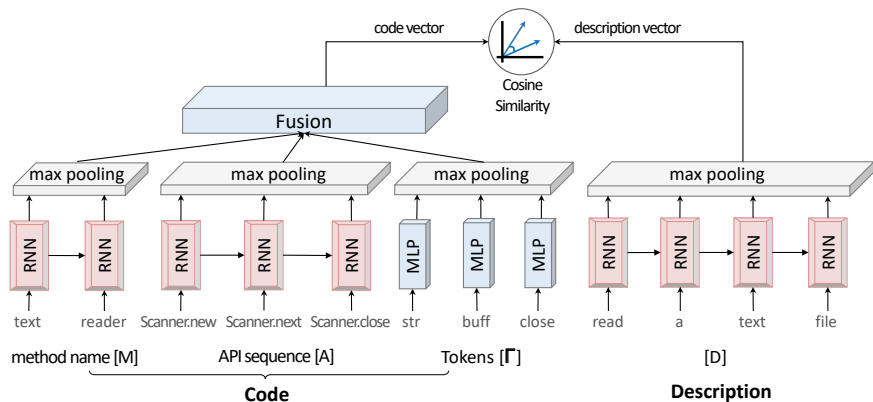 code vector
description vector
Cosine
Similarity
Fusion
max pooling
max pooling
max pooling
max pooling
RNN
RNN
RNN
RNN
RNN
MLP
MLP
MLP
RNN
RNN
RNN
RNN
text
reader
Scanner.new
Scanner.next
Scanner.close
str
buff
close
read
a
text
file
method name [M]
API sequence [A]
Tokens [Γ]
[D]
Code
Description